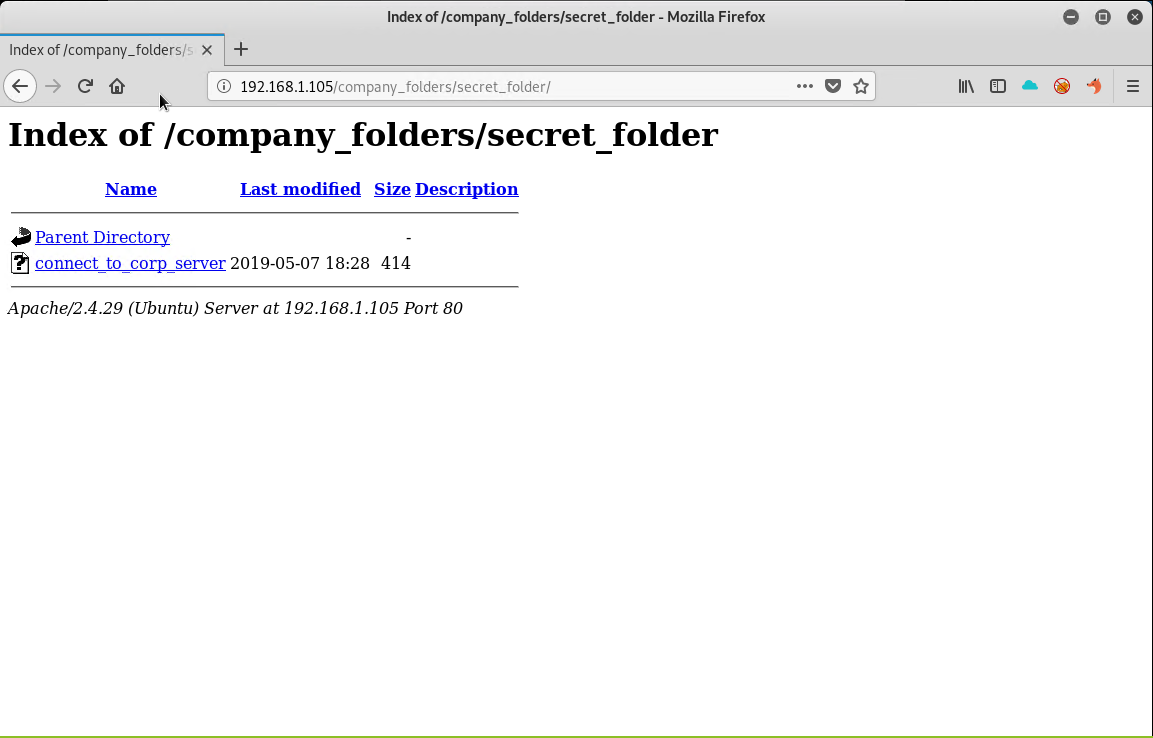 Index of /company_folders/secret_folder - Mozilla Firefox
Index of /company_folders/s
192.168.1.105/company_folders/secret_folder/
Index of /company_folders/secret_folder
Name Last modified Size Description
Parent Directory -
connect_to_corp_server 2019-05-07 18:28 414
Apache/2.4.29 (Ubuntu) Server at 192.168.1.105 Port 80